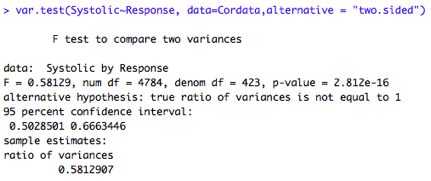 > var.test(Systolic~Response, data=Cordata,alternative = "two.sided")
F test to compare two variances
data:  Systolic by Response
F = 0.58129, num df = 4784, denom df = 423, p-value = 2.812e-16
alternative hypothesis: true ratio of variances is not equal to 1
95 percent confidence interval:
0.5028501 0.6663446
sample estimates:
ratio of variances
0.5812907